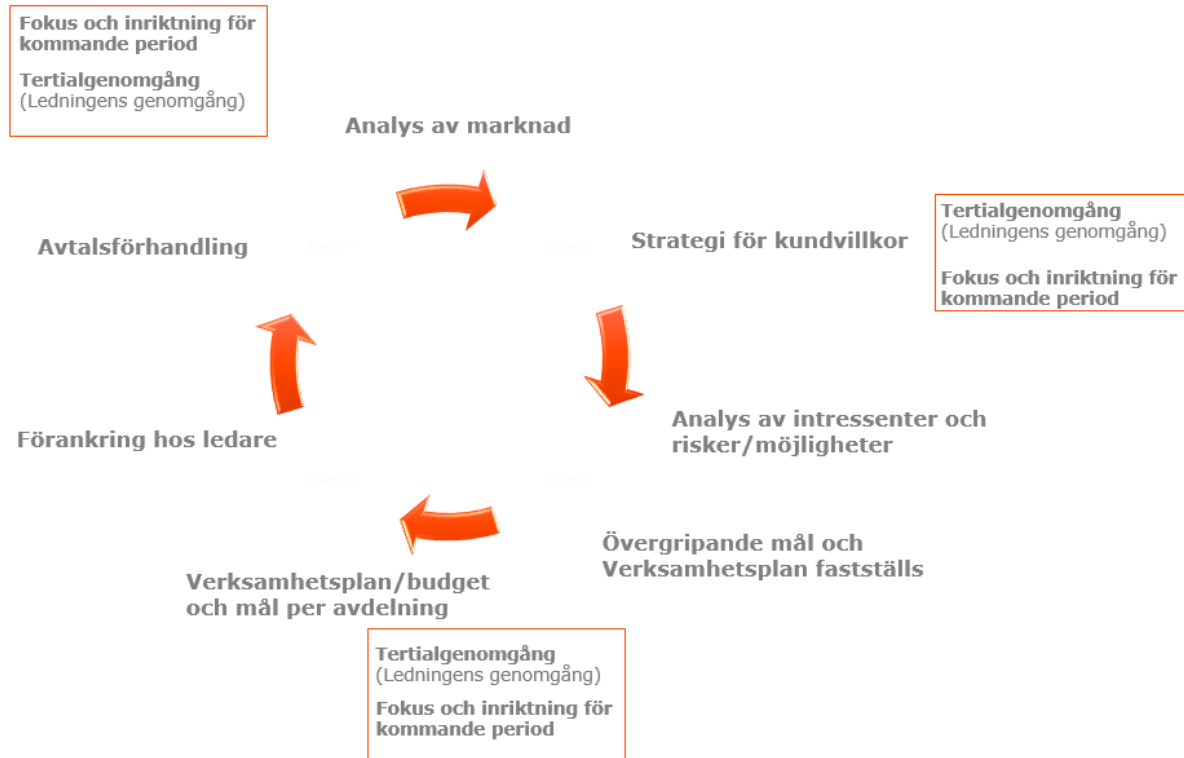 Fokus och inriktning för
kommande period
Tertialgenomgång
(Ledningens genomgång)
Analys av marknad
Avtalsförhandling
Strategi för kundvillkor
Tertialgenomgång
(Ledningens genomgång)
Fokus och inriktning för
kommande period
Analys av intressenter och
risker/möjligheter
Förankring hos ledare
Övergripande mål och
Verksamhetsplan fastställs
Verksamhetsplan/budget
och mål per avdelning
Tertialgenomgång
(Ledningens genomgång)
Fokus och inriktning för
kommande period